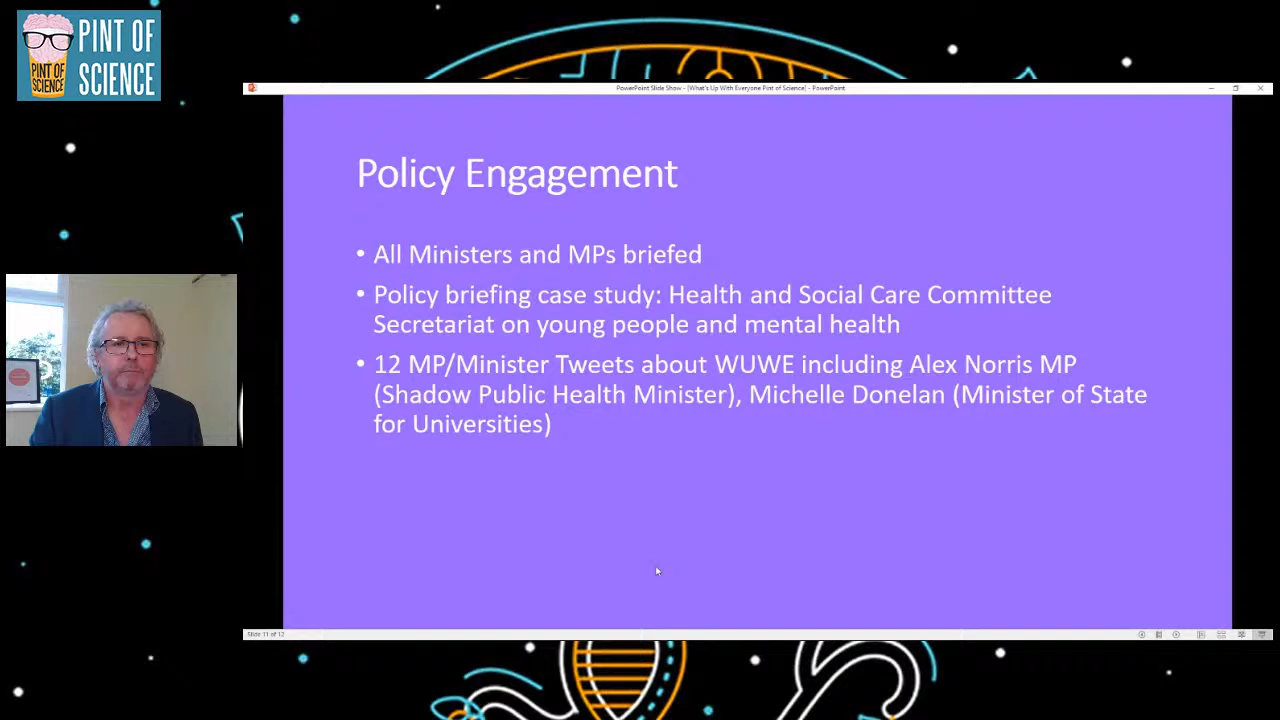 PINT OF
SCIENCE
PINT OF
SCIENCE
PowerPoint Slide Show - [What's Up With Everyone Pint of Science] - PowerPoint
Policy Engagement
• All Ministers and MPs briefed
• Policy briefing case study: Health and Social Care Committee
Secretariat on young people and mental health
• 12 MP/Minister Tweets about WUWE including Alex Norris MP
(Shadow Public Health Minister), Michelle Donelan (Minister of State
for Universities)
Slide 11 of 12